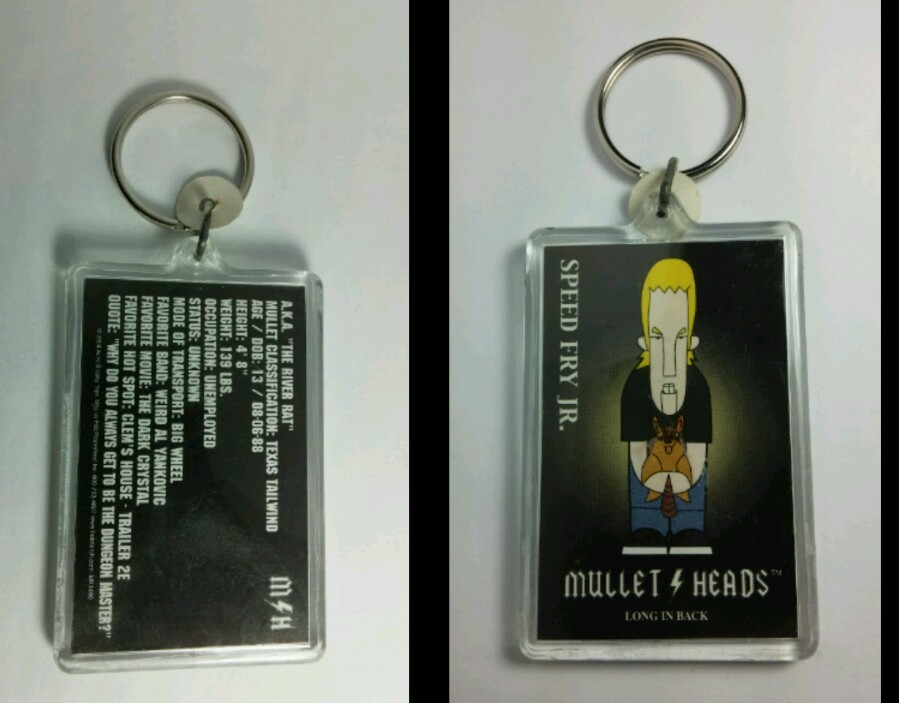 A.K.A. "THE RIVER RAT"
MULLET CLASSIFICATION: TEXAS TAILWIND
AGE / DOB: 13 / 08-06-88
HEIGHT: 4' 8"
WEIGHT: 139 LBS.
OCCUPATION: UNEMPLOYED
STATUS: UNKNOWN
MODE OF TRANSPORT: BIG WHEEL
FAVORITE BAND: WEIRD AL YANKOVIC
FAVORITE MOVIE: THE DARK CRYSTAL
FAVORITE HOT SPOT: CLEM'S HOUSE - TRAILER 2E
QUOTE: "WHY DO YOU ALWAYS GET TO BE THE DUNGEON MASTER?"
M H
SPEED FRY JR.
MULLET HEADS™
LONG IN BACK